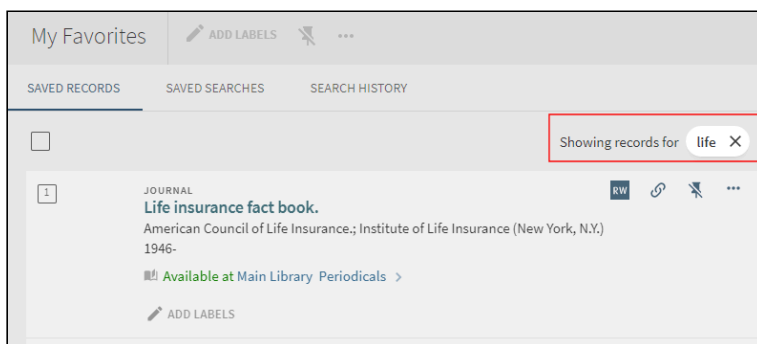 My Favorites
ADD LABELS
SAVED RECORDS
SAVED SEARCHES
SEARCH HISTORY
Showing records for life
1
JOURNAL
RW
Life insurance fact book.
American Council of Life Insurance.; Institute of Life Insurance (New York, N.Y.)
1946-
Available at Main Library Periodicals >
ADD LABELS